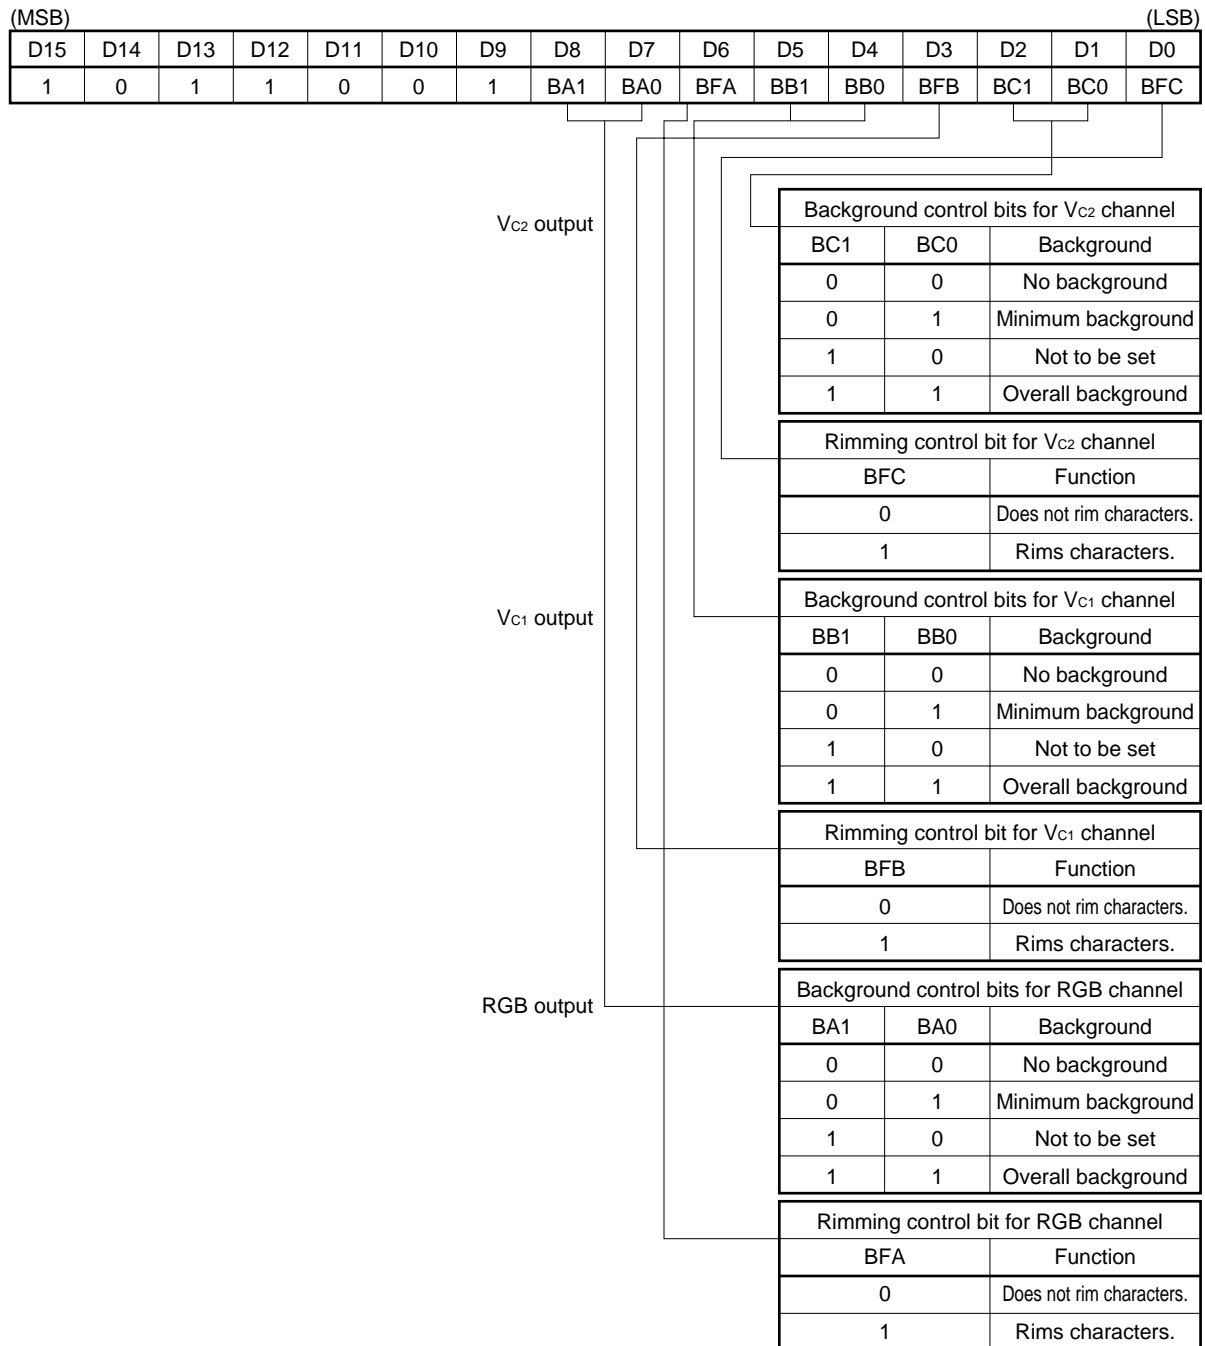 (MSB) (LSB)
D15 D14 D13 D12 D11 D10 D9 D8 D7 D6 D5 D4 D3 D2 D1 D0
1 0 1 1 0 0 1 BA1 BA0 BFA BB1 BB0 BFB BC1 BC0 BFC
VC2 output
Background control bits for VC2 channel
BC1 BC0 Background
0 0 No background
0 1 Minimum background
1 0 Not to be set
1 1 Overall background
Rimming control bit for VC2 channel
BFC Function
0 Does not rim characters.
1 Rims characters.
VC1 output
Background control bits for VC1 channel
BB1 BB0 Background
0 0 No background
0 1 Minimum background
1 0 Not to be set
1 1 Overall background
Rimming control bit for VC1 channel
BFB Function
0 Does not rim characters.
1 Rims characters.
RGB output
Background control bits for RGB channel
BA1 BA0 Background
0 0 No background
0 1 Minimum background
1 0 Not to be set
1 1 Overall background
Rimming control bit for RGB channel
BFA Function
0 Does not rim characters.
1 Rims characters.